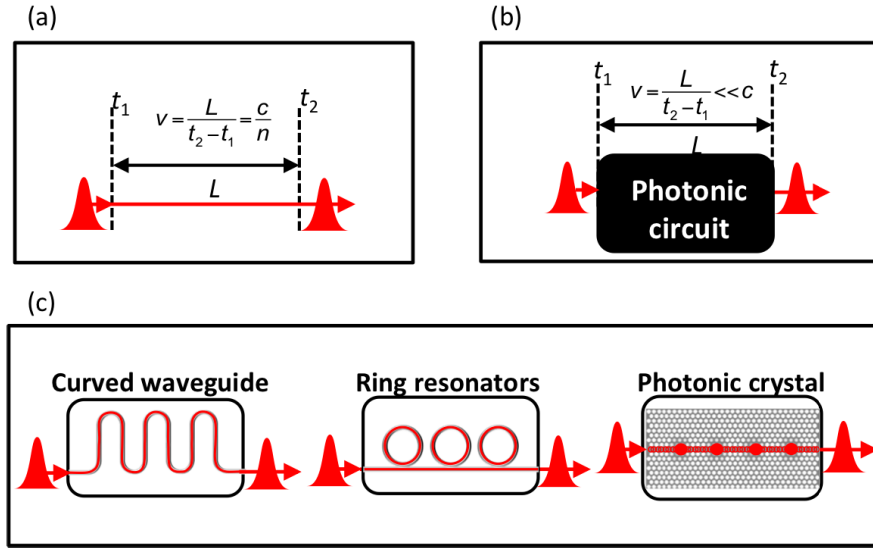 (a)
t₁
v = L/(t₂−t₁) = c/n
t₂
L
(b)
t₁
v = L/(t₂−t₁) << c
t₂
L
Photonic
circuit
(c)
Curved waveguide
Ring resonators
Photonic crystal